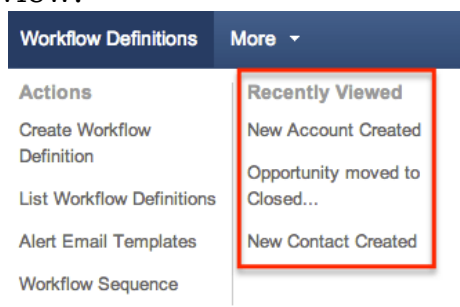 Workflow Definitions More
Actions
Create Workflow
Definition
List Workflow Definitions
Alert Email Templates
Workflow Sequence
Recently Viewed
New Account Created
Opportunity moved to
Closed...
New Contact Created